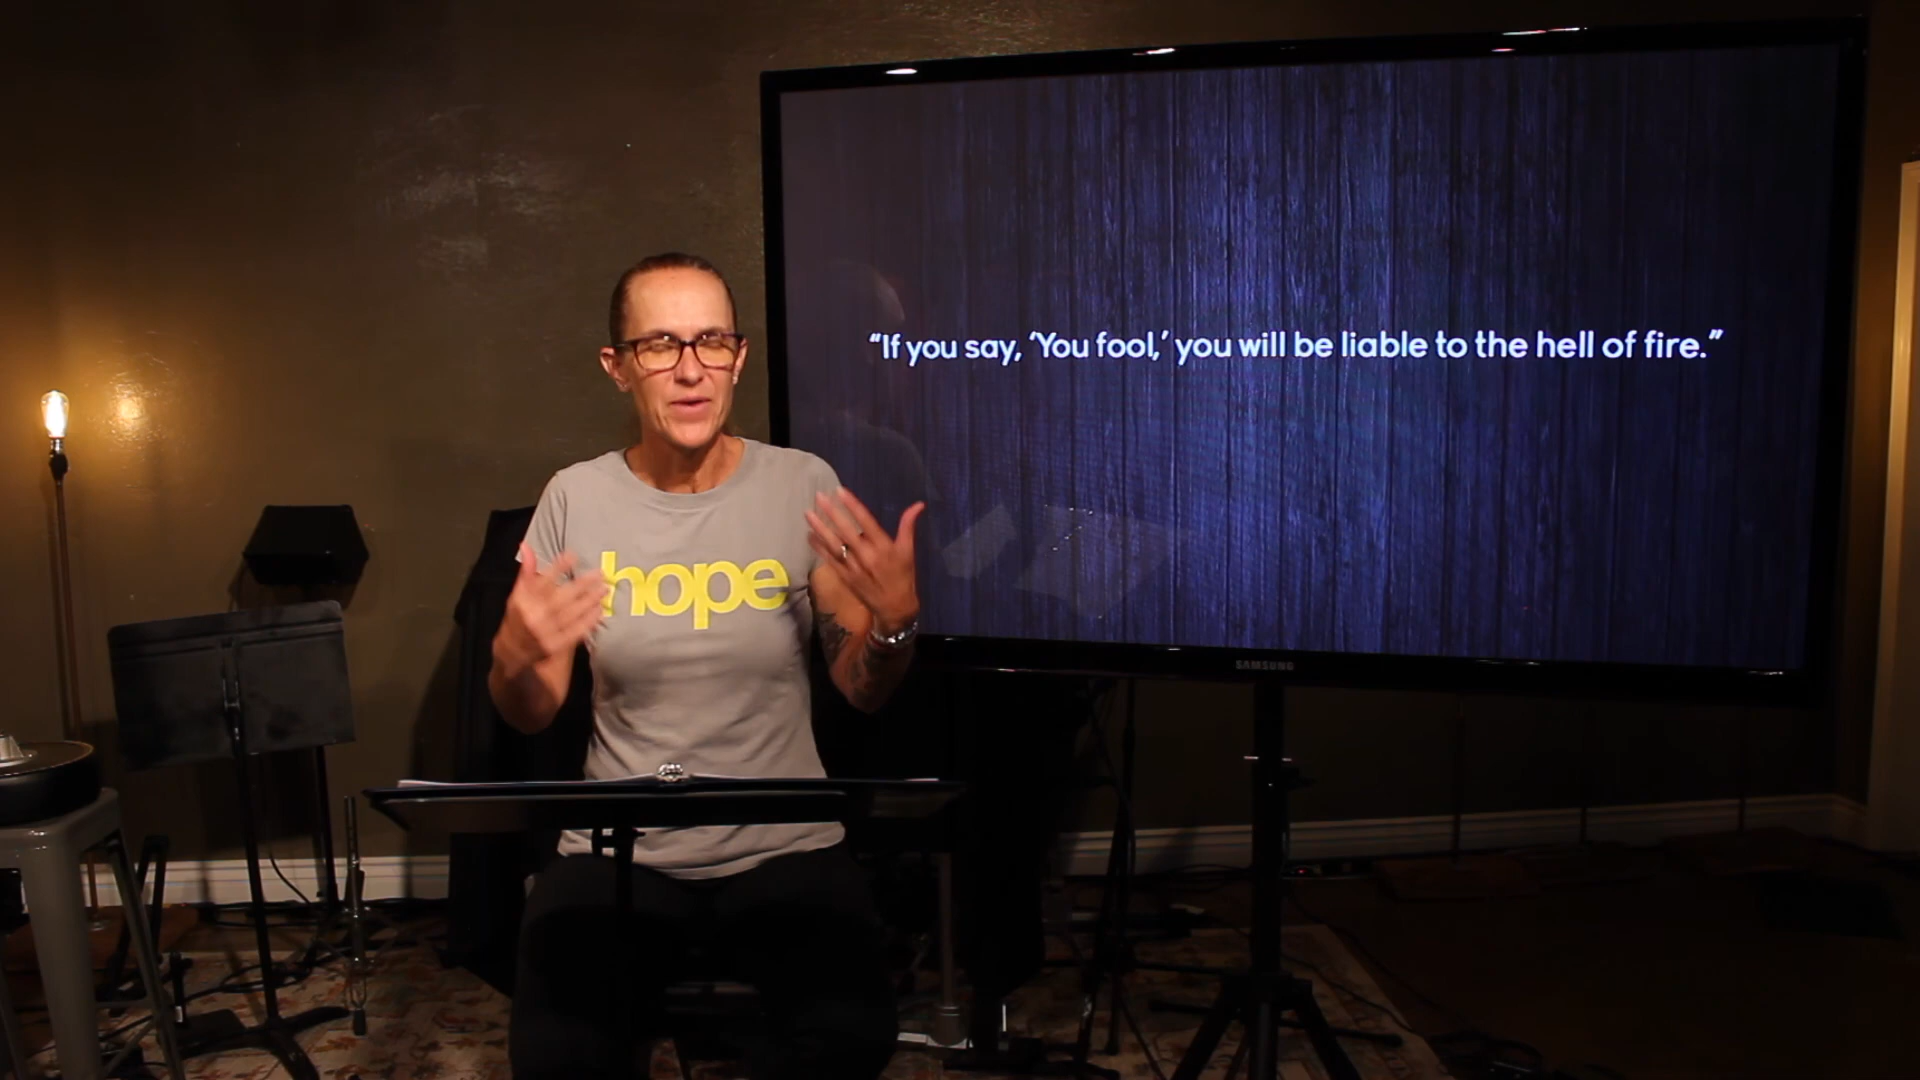 “If you say, ‘You fool,’ you will be liable to the hell of fire.”
hope
SAMSUNG